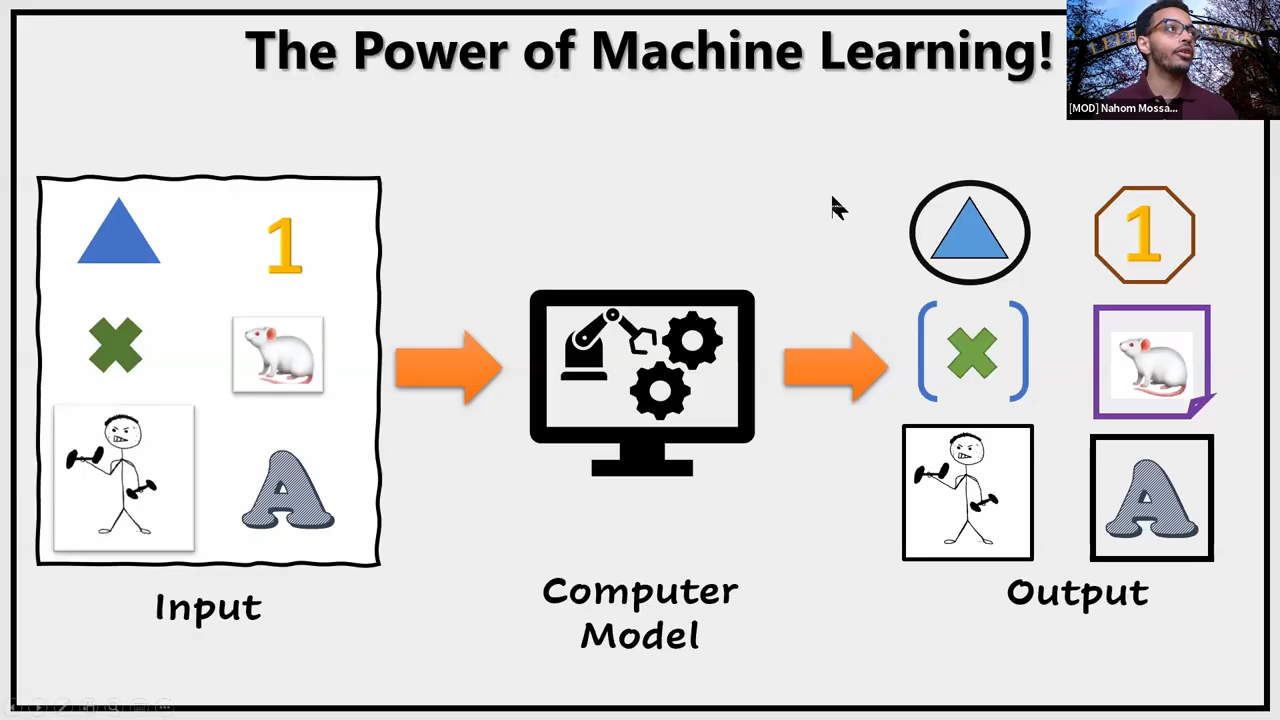 The Power of Machine Learning!
[MOD] Nahom Mossa...
1
1
A
A
Input
Computer
Model
Output